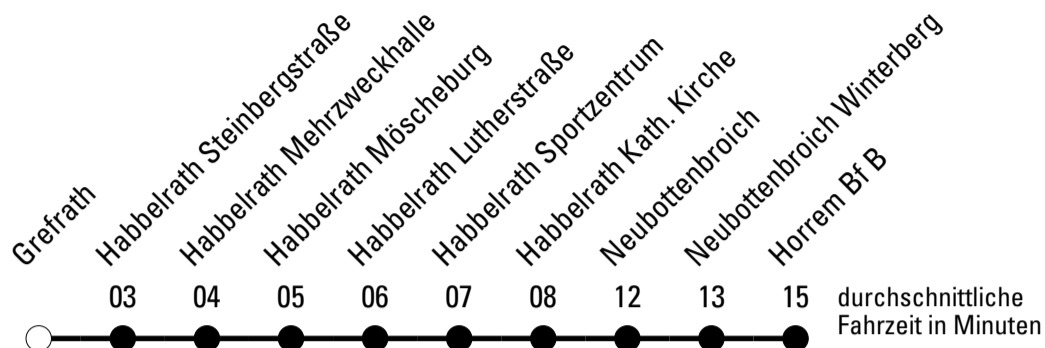 Grefrath
Habbelrath Steinbergstraße
Habbelrath Mehrzweckhalle
Habbelrath Möscheburg
Habbelrath Lutherstraße
Habbelrath Sportzentrum
Habbelrath Kath. Kirche
Neubottenbroich
Neubottenbroich Winterberg
Horrem Bf B
03 04 05 06 07 08 12 13 15
durchschnittliche
Fahrzeit in Minuten